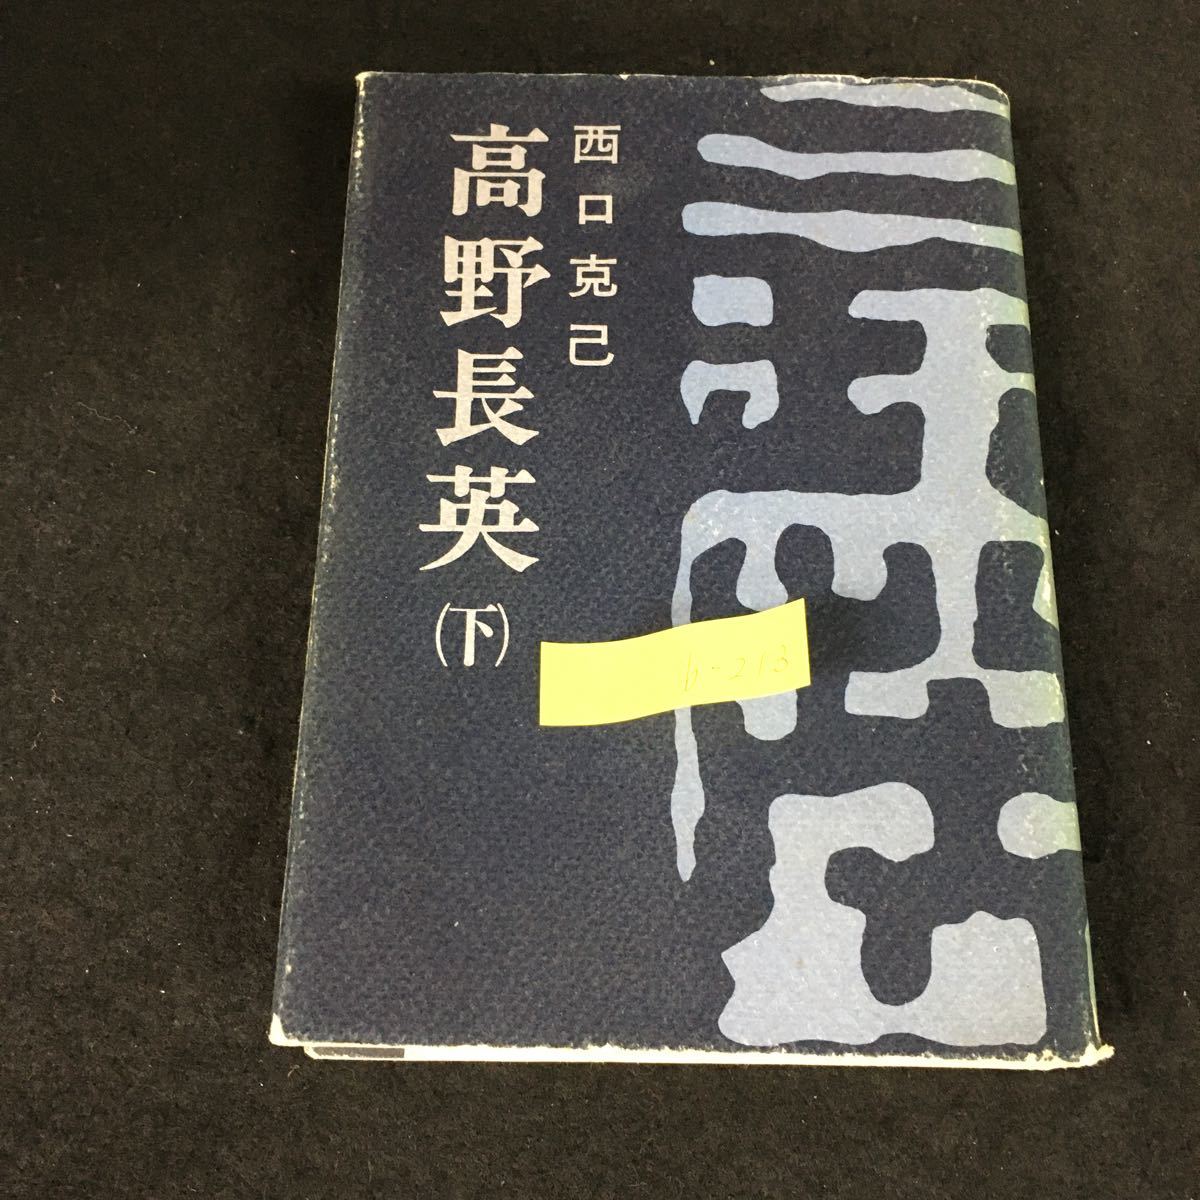 西口克己
高野長英
(下)
b-213